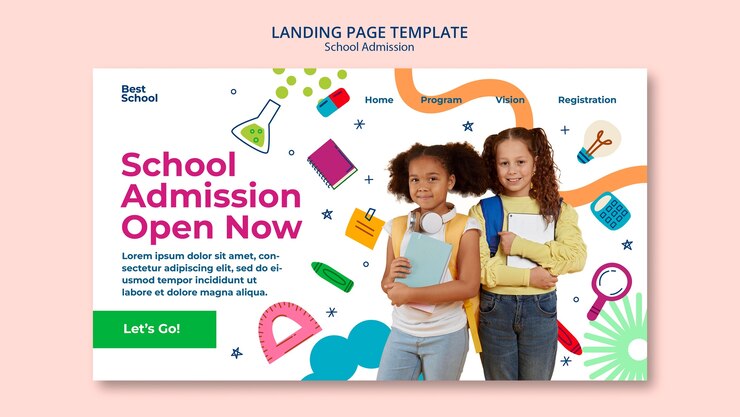 LANDING PAGE TEMPLATE
School Admission
Best
School
Home Program Vision Registration
School
Admission
Open Now
Lorem ipsum dolor sit amet, con-
sectetur adipiscing elit, sed do ei-
usmod tempor incididunt ut
labore et dolore magna aliqua.
Let's Go!